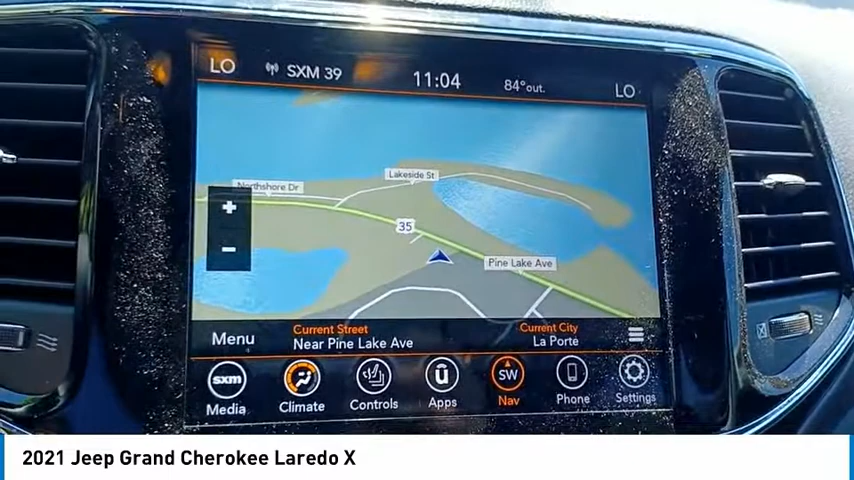 LO SXM 39 11:04 84° out. LO
Lakeside St
Northshore Dr
+
35
Pine Lake Ave
−
Menu
Current Street
Near Pine Lake Ave
Current City
La Porte
sxm U SW
Media Climate Controls Apps Nav Phone Settings
2021 Jeep Grand Cherokee Laredo X